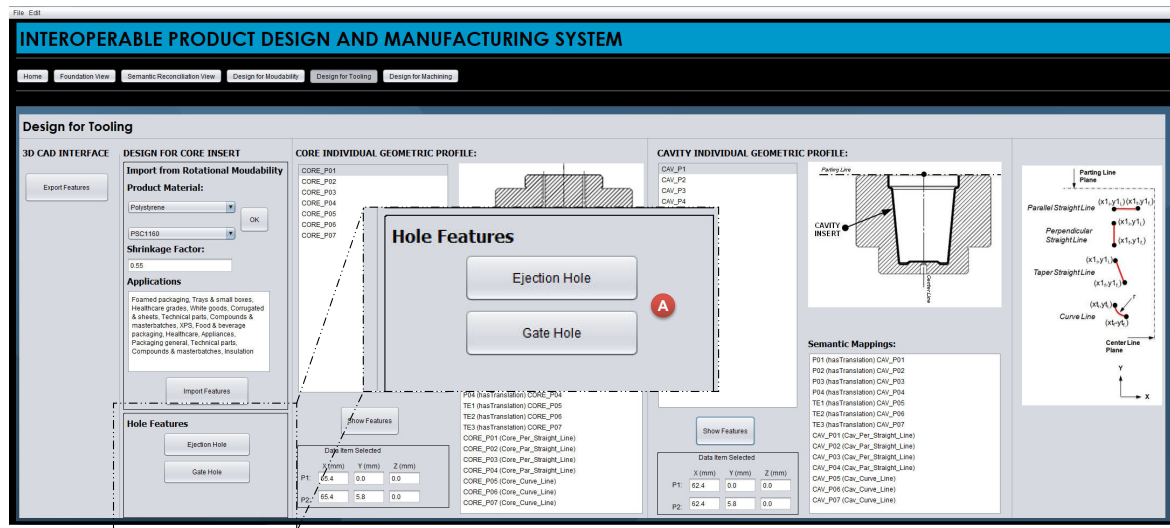 File Edit
INTEROPERABLE PRODUCT DESIGN AND MANUFACTURING SYSTEM
Home Foundation View Semantic Reconciliation View Design for Moudability Design for Tooling Design for Machining
Design for Tooling
3D CAD INTERFACE
Export Features
DESIGN FOR CORE INSERT
Import from Rotational Moudability
Product Material:
Polystyrene
OK
PSC1160
Shrinkage Factor:
0.55
Applications
Foamed packaging, Trays & small boxes,
Healthcare grades, White goods, Corrugated
& sheets, Technical parts, Compounds &
masterbatches, XPS, Food & beverage
packaging, Healthcare, Appliances,
Packaging general, Technical parts,
Compounds & masterbatches, Insulation
Import Features
Hole Features
Ejection Hole
Gate Hole
CORE INDIVIDUAL GEOMETRIC PROFILE:
CORE_P01
CORE_P02
CORE_P03
CORE_P04
CORE_P05
CORE_P06
CORE_P07
Hole Features
Ejection Hole
Gate Hole
A
Show Features
Data Item Selected
X (mm) Y (mm) Z (mm)
P1: 65.4 0.0 0.0
P2: 65.4 5.8 0.0
P04 (hasTranslation) CORE_P04
TE1 (hasTranslation) CORE_P05
TE2 (hasTranslation) CORE_P06
TE3 (hasTranslation) CORE_P07
CORE_P01 (Core_Per_Straight_Line)
CORE_P02 (Core_Par_Straight_Line)
CORE_P03 (Core_Per_Straight_Line)
CORE_P04 (Core_Par_Straight_Line)
CORE_P05 (Core_Curve_Line)
CORE_P06 (Core_Curve_Line)
CORE_P07 (Core_Curve_Line)
CAVITY INDIVIDUAL GEOMETRIC PROFILE:
CAV_P1
CAV_P2
CAV_P3
CAV_P4
Show Features
Data Item Selected
X (mm) Y (mm) Z (mm)
P1: 62.4 0.0 0.0
P2: 62.4 5.8 0.0
Parting Line
CAVITY
INSERT
Center Line
Semantic Mappings:
P01 (hasTranslation) CAV_P01
P02 (hasTranslation) CAV_P02
P03 (hasTranslation) CAV_P03
P04 (hasTranslation) CAV_P04
TE1 (hasTranslation) CAV_P05
TE2 (hasTranslation) CAV_P06
TE3 (hasTranslation) CAV_P07
CAV_P01 (Cav_Per_Straight_Line)
CAV_P02 (Cav_Par_Straight_Line)
CAV_P03 (Cav_Per_Straight_Line)
CAV_P04 (Cav_Par_Straight_Line)
CAV_P05 (Cav_Curve_Line)
CAV_P06 (Cav_Curve_Line)
CAV_P07 (Cav_Curve_Line)
Parting Line
Plane
Parallel Straight Line
Perpendicular
Straight Line
Taper Straight Line
r
Curve Line
Center Line
Plane
Y
X